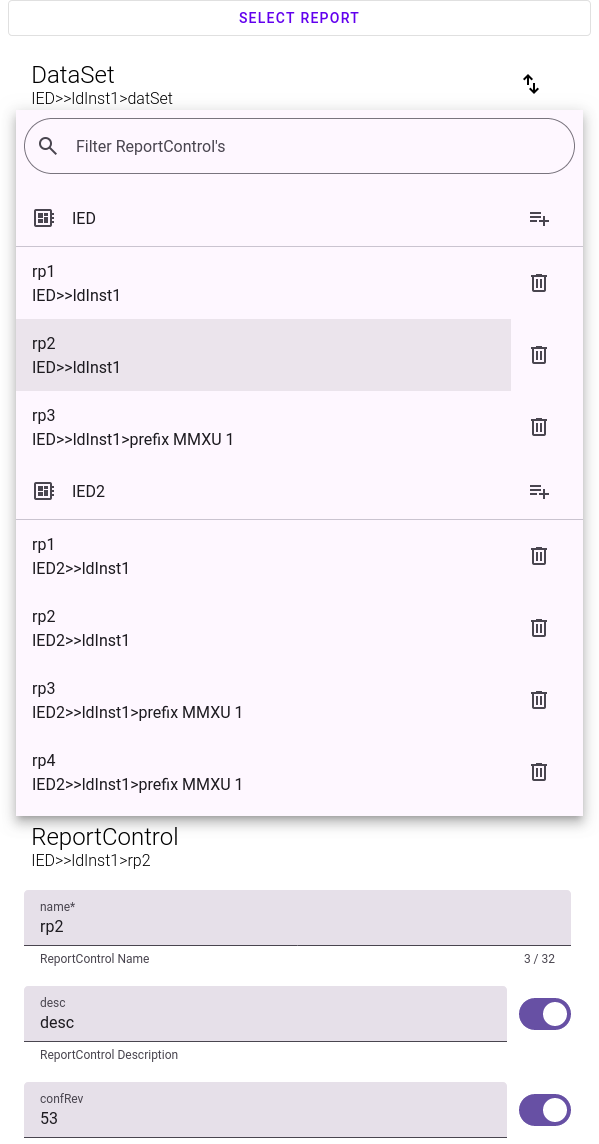 SELECT REPORT
DataSet
IED>>ldInst1>datSet
Filter ReportControl's
IED
rp1
IED>>ldInst1
rp2
IED>>ldInst1
rp3
IED>>ldInst1>prefix MMXU 1
IED2
rp1
IED2>>ldInst1
rp2
IED2>>ldInst1
rp3
IED2>>ldInst1>prefix MMXU 1
rp4
IED2>>ldInst1>prefix MMXU 1
ReportControl
IED>>ldInst1>rp2
name*
rp2
ReportControl Name 3 / 32
desc
desc
ReportControl Description
confRev
53